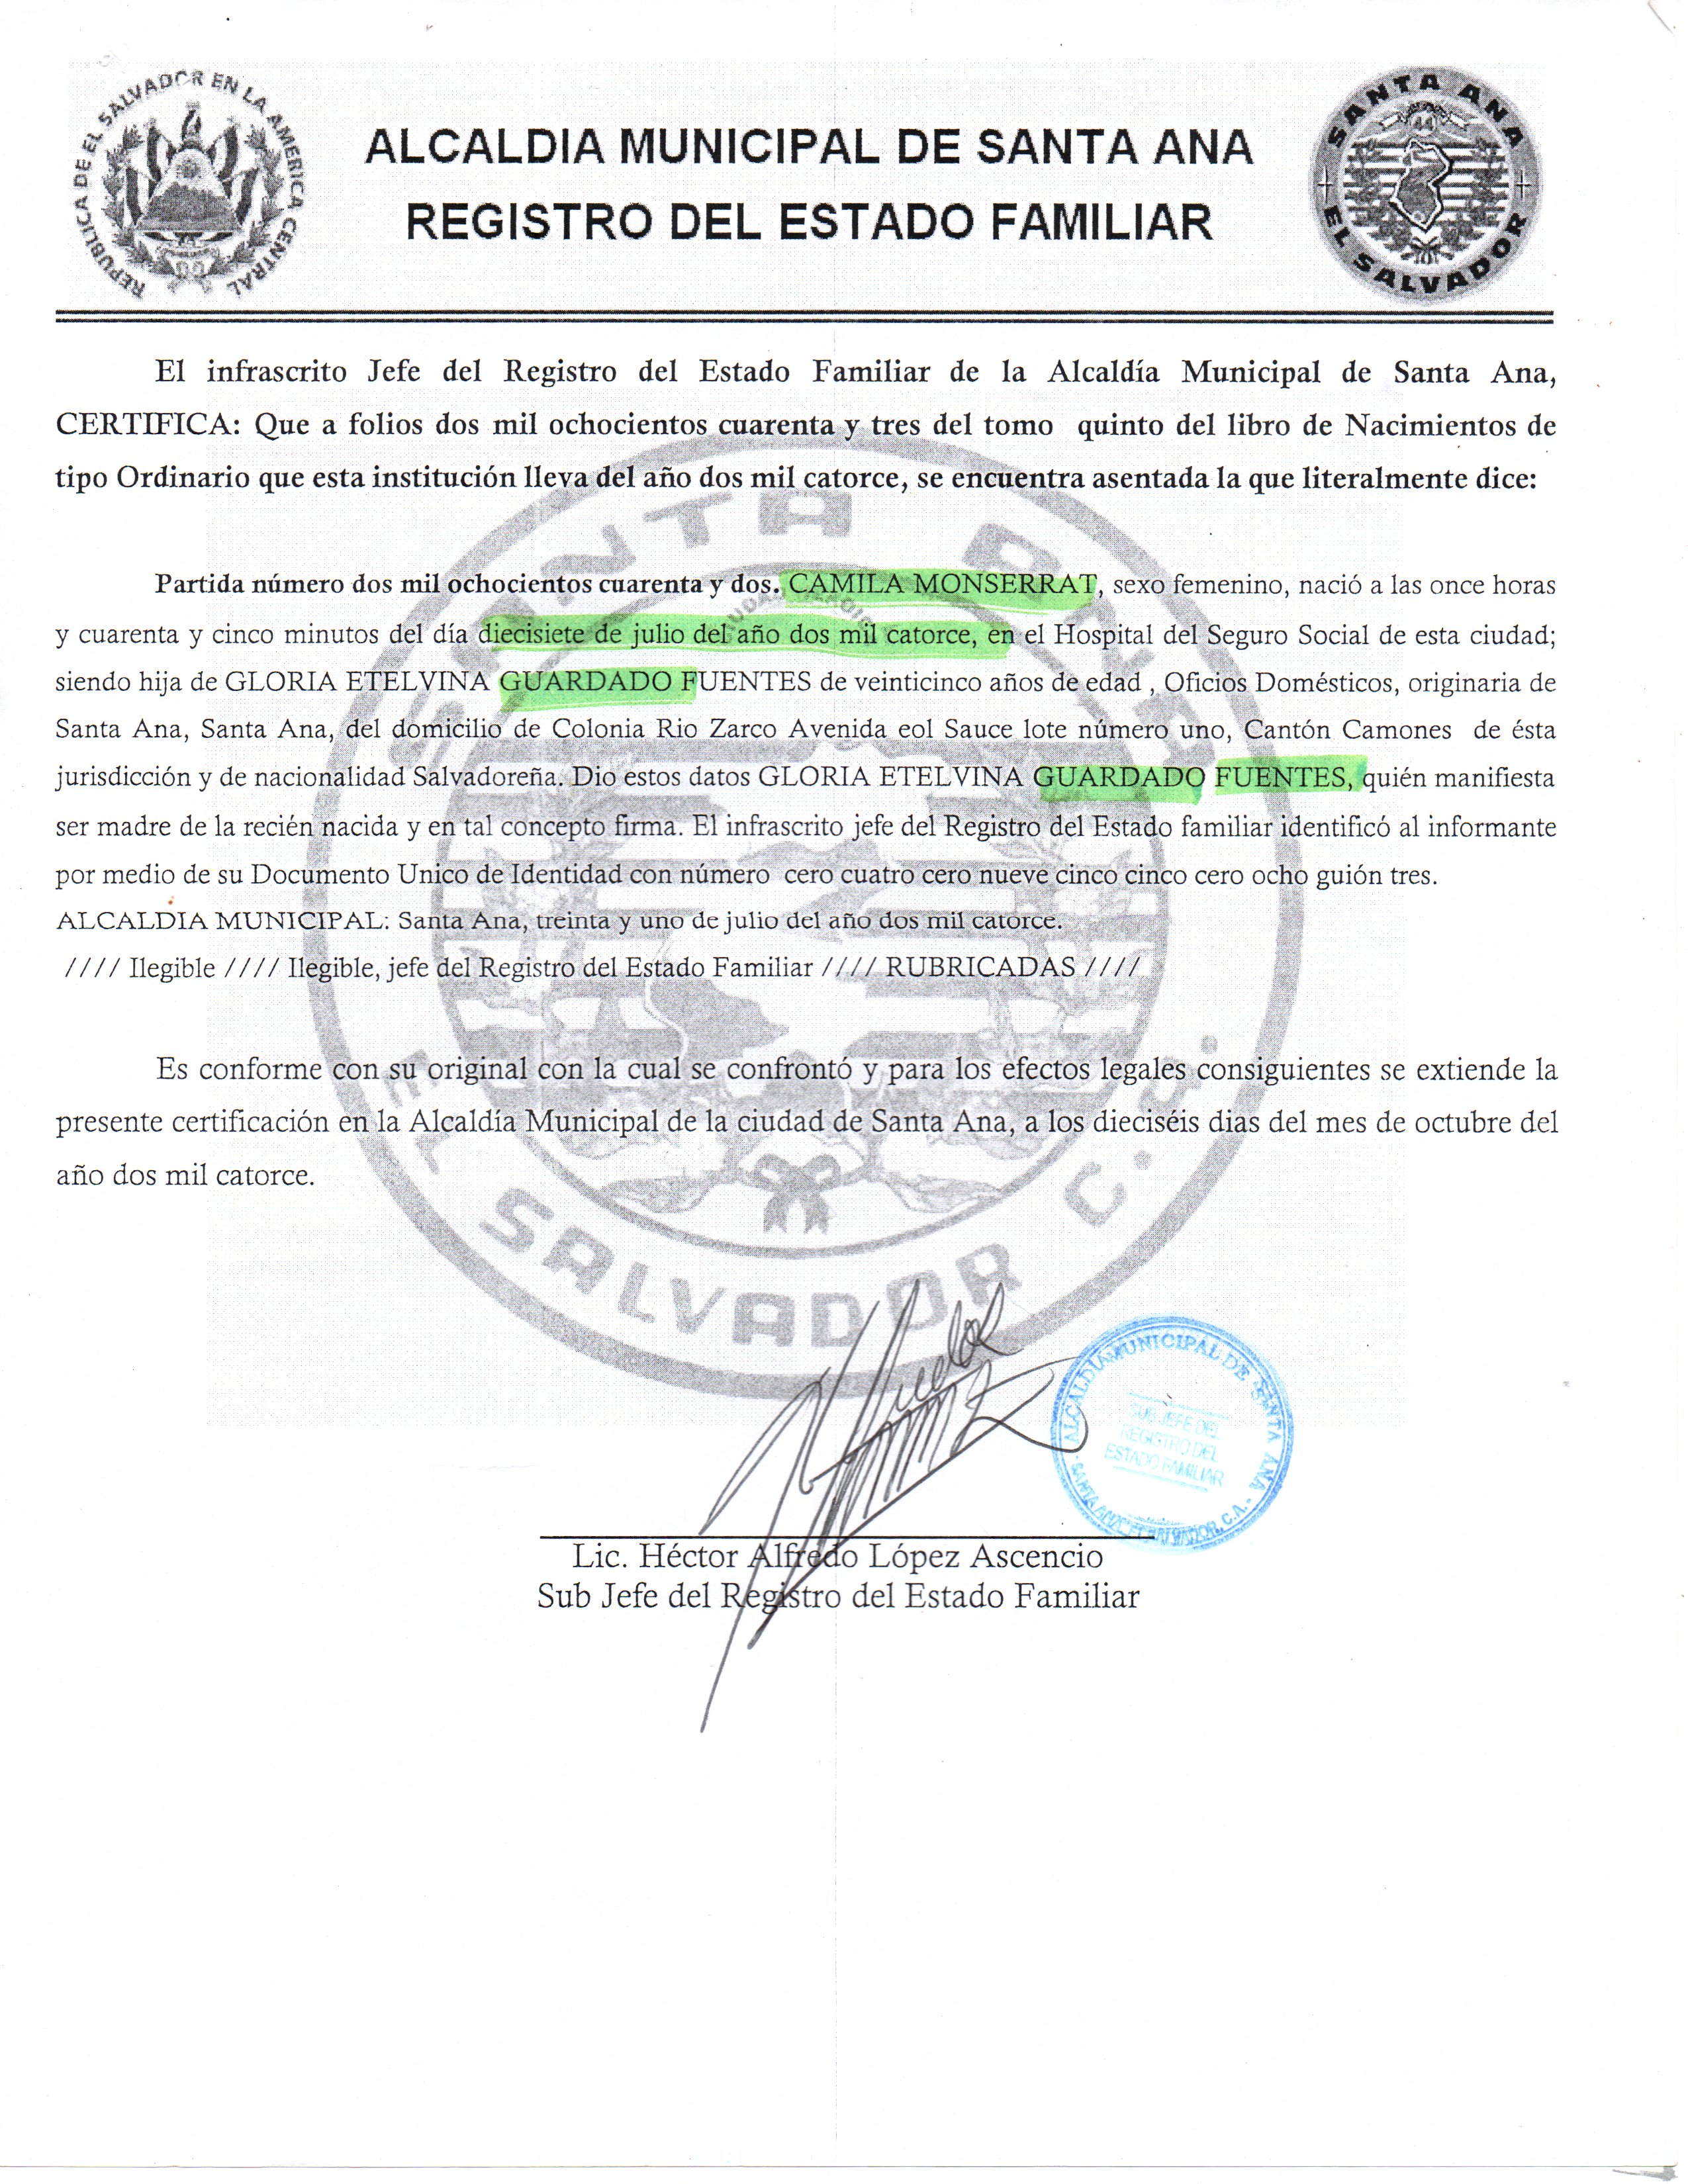 REPUBLICA DE EL SALVADOR EN LA AMERICA CENTRAL
ALCALDIA MUNICIPAL DE SANTA ANA
REGISTRO DEL ESTADO FAMILIAR
SANTA ANA
EL SALVADOR
El infrascrito Jefe del Registro del Estado Familiar de la Alcaldía Municipal de Santa Ana,
CERTIFICA: Que a folios dos mil ochocientos cuarenta y tres del tomo quinto del libro de Nacimientos de
tipo Ordinario que esta institución lleva del año dos mil catorce, se encuentra asentada la que literalmente dice:
Partida número dos mil ochocientos cuarenta y dos. CAMILA MONSERRAT, sexo femenino, nació a las once horas
y cuarenta y cinco minutos del día diecisiete de julio del año dos mil catorce, en el Hospital del Seguro Social de esta ciudad;
siendo hija de GLORIA ETELVINA GUARDADO FUENTES de veinticinco años de edad , Oficios Domésticos, originaria de
Santa Ana, Santa Ana, del domicilio de Colonia Rio Zarco Avenida eol Sauce lote número uno, Cantón Camones de ésta
jurisdicción y de nacionalidad Salvadoreña. Dio estos datos GLORIA ETELVINA GUARDADO FUENTES, quién manifiesta
ser madre de la recién nacida y en tal concepto firma. El infrascrito jefe del Registro del Estado familiar identificó al informante
por medio de su Documento Unico de Identidad con número cero cuatro cero nueve cinco cinco cero ocho guión tres.
ALCALDIA MUNICIPAL: Santa Ana, treinta y uno de julio del año dos mil catorce.
//// Ilegible //// Ilegible, jefe del Registro del Estado Familiar //// RUBRICADAS ////
Es conforme con su original con la cual se confrontó y para los efectos legales consiguientes se extiende la
presente certificación en la Alcaldía Municipal de la ciudad de Santa Ana, a los dieciséis dias del mes de octubre del
año dos mil catorce.
SANTA ANA
EL SALVADOR C.A.
ALCALDIA MUNICIPAL DE SANTA ANA
SUB JEFE DEL
REGISTRO DEL
ESTADO FAMILIAR
SANTA ANA, EL SALVADOR, C.A.
Lic. Héctor Alfredo López Ascencio
Sub Jefe del Registro del Estado Familiar